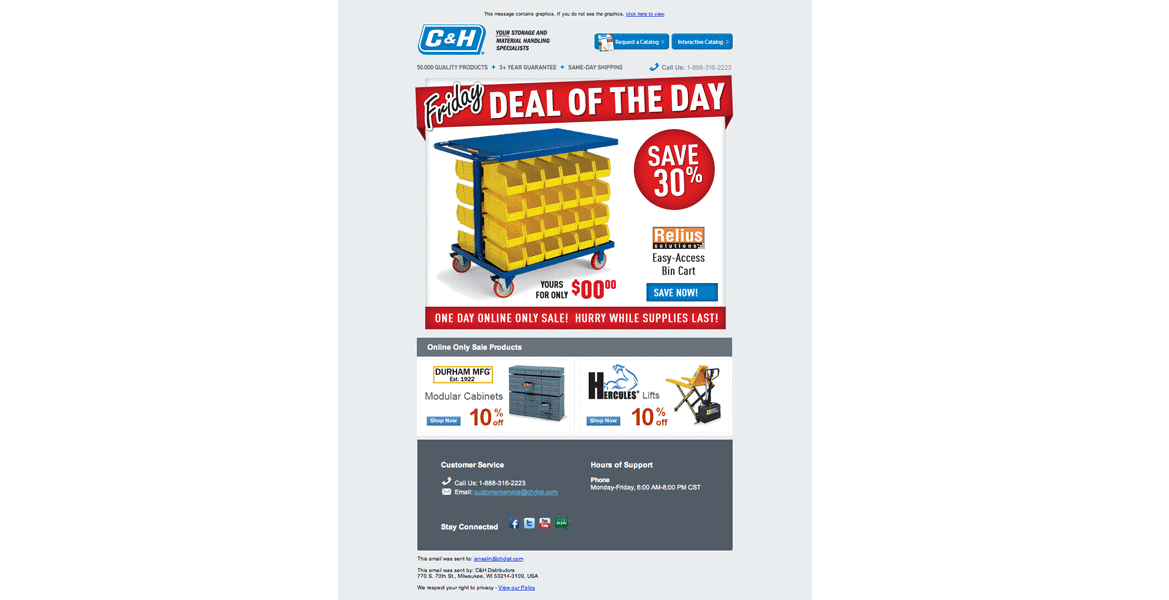 This message contains graphics. If you do not see the graphics, click here to view.
C&H
YOUR STORAGE AND
MATERIAL HANDLING
SPECIALISTS
Request a Catalog >
Interactive Catalog >
50,000 QUALITY PRODUCTS + 3+ YEAR GUARANTEE + SAME-DAY SHIPPING
Call Us: 1-888-316-2223
Friday DEAL OF THE DAY
SAVE
30%
Relius
solutions
Easy-Access
Bin Cart
YOURS
FOR ONLY $0000
SAVE NOW!
ONE DAY ONLINE ONLY SALE! HURRY WHILE SUPPLIES LAST!
Online Only Sale Products
DURHAM MFG
Est. 1922
Modular Cabinets
Shop Now
10% off
Relius
HERCULES® Lifts
Shop Now
10% off
Customer Service
Call Us: 1-888-316-2223
Email: customerservice@chdist.com
Hours of Support
Phone
Monday-Friday, 6:00 AM-8:00 PM CST
Stay Connected
You
Tube
BLOG
This email was sent to: janaslin@chdist.com
This email was sent by: C&H Distributors
770 S. 70th St., Milwaukee, WI 53214-3109, USA
We respect your right to privacy - View our Policy